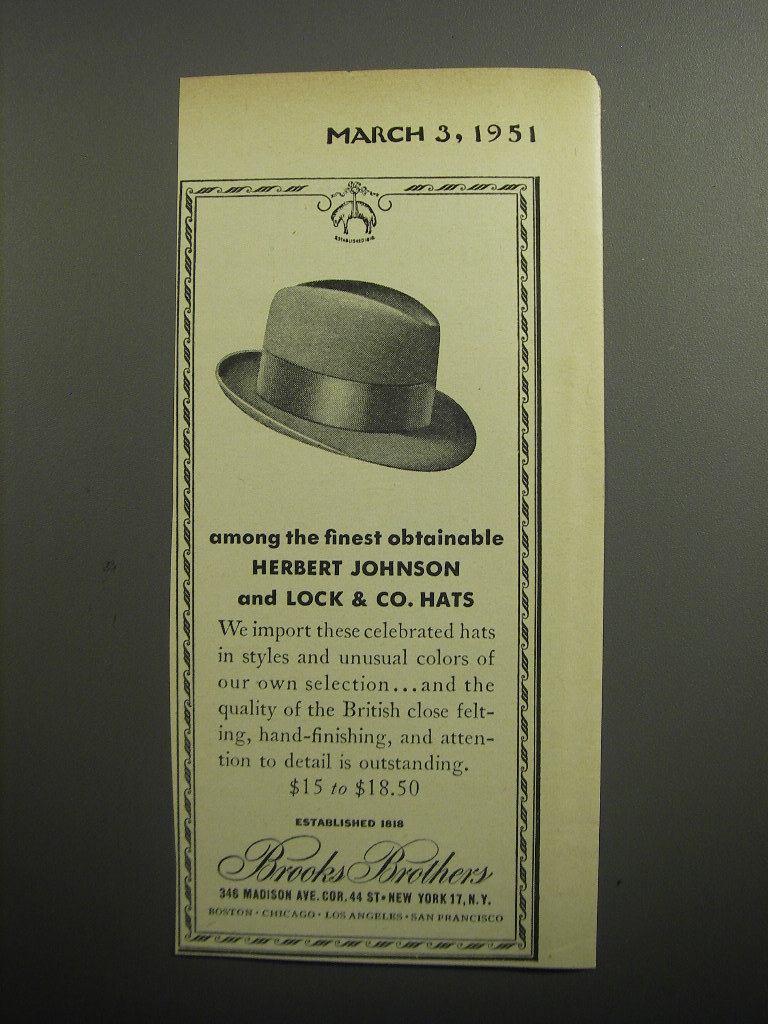 MARCH 3, 1951
ESTABLISHED 1818
among the finest obtainable
HERBERT JOHNSON
and LOCK & CO. HATS
We import these celebrated hats
in styles and unusual colors of
our own selection...and the
quality of the British close felt-
ing, hand-finishing, and atten-
tion to detail is outstanding.
$15 to $18.50
ESTABLISHED 1818
Brooks Brothers
346 MADISON AVE. COR. 44 ST • NEW YORK 17, N.Y.
BOSTON • CHICAGO • LOS ANGELES • SAN FRANCISCO